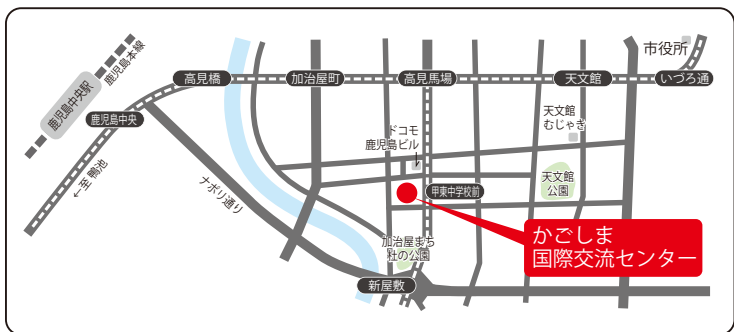 市役所
鹿児島本線
鹿児島中央駅
高見橋
加治屋町
高見馬場
天文館
いづろ通
鹿児島中央
天文館
むじゃき
ドコモ
鹿児島ビル
←至 鴨池
ナポリ通り
甲東中学校前
天文館
公園
かごしま
国際交流センター
加治屋まち
杜の公園
新屋敷